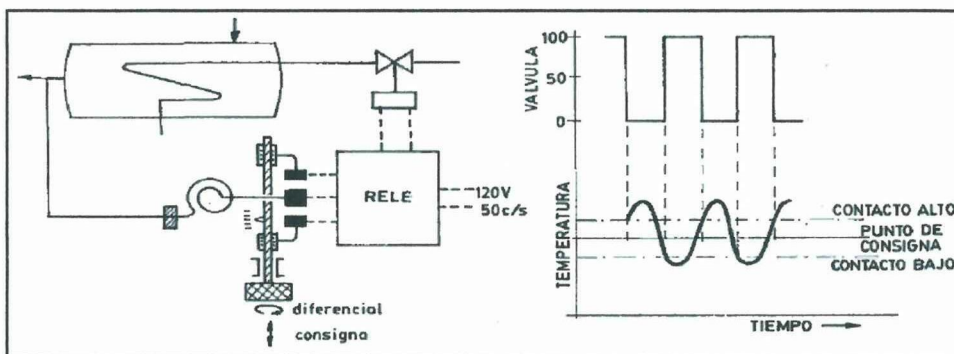 RELE
120V
50c/s
diferencial
consigna
VALVULA
100
50
0
TEMPERATURA
CONTACTO ALTO
PUNTO DE
CONSIGNA
CONTACTO BAJO
TIEMPO